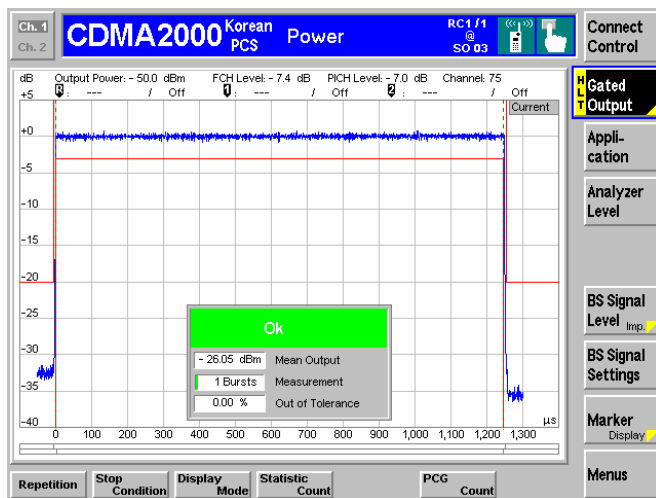 Ch. 1
Ch. 2
CDMA2000 Korean PCS Power
RC1 /1 @ SO 03
Connect Control
dB Output Power: - 50.0 dBm FCH Level: - 7.4 dB PICH Level: - 7.0 dB Channel: 75
R : --- / Off 1 : --- / Off 2 : --- / Off
Current
+5
+0
-5
-10
-15
-20
-25
-30
-35
-40
Ok
- 26.05 dBm Mean Output
1 Bursts Measurement
0.00 % Out of Tolerance
µs
0 100 200 300 400 500 600 700 800 900 1,000 1,100 1,200 1,300
HLT Gated Output
Appli-
cation
Analyzer Level
BS Signal Level Imp.
BS Signal Settings
Marker
Display
Menus
Repetition
Stop Condition
Display Mode
Statistic Count
PCG Count